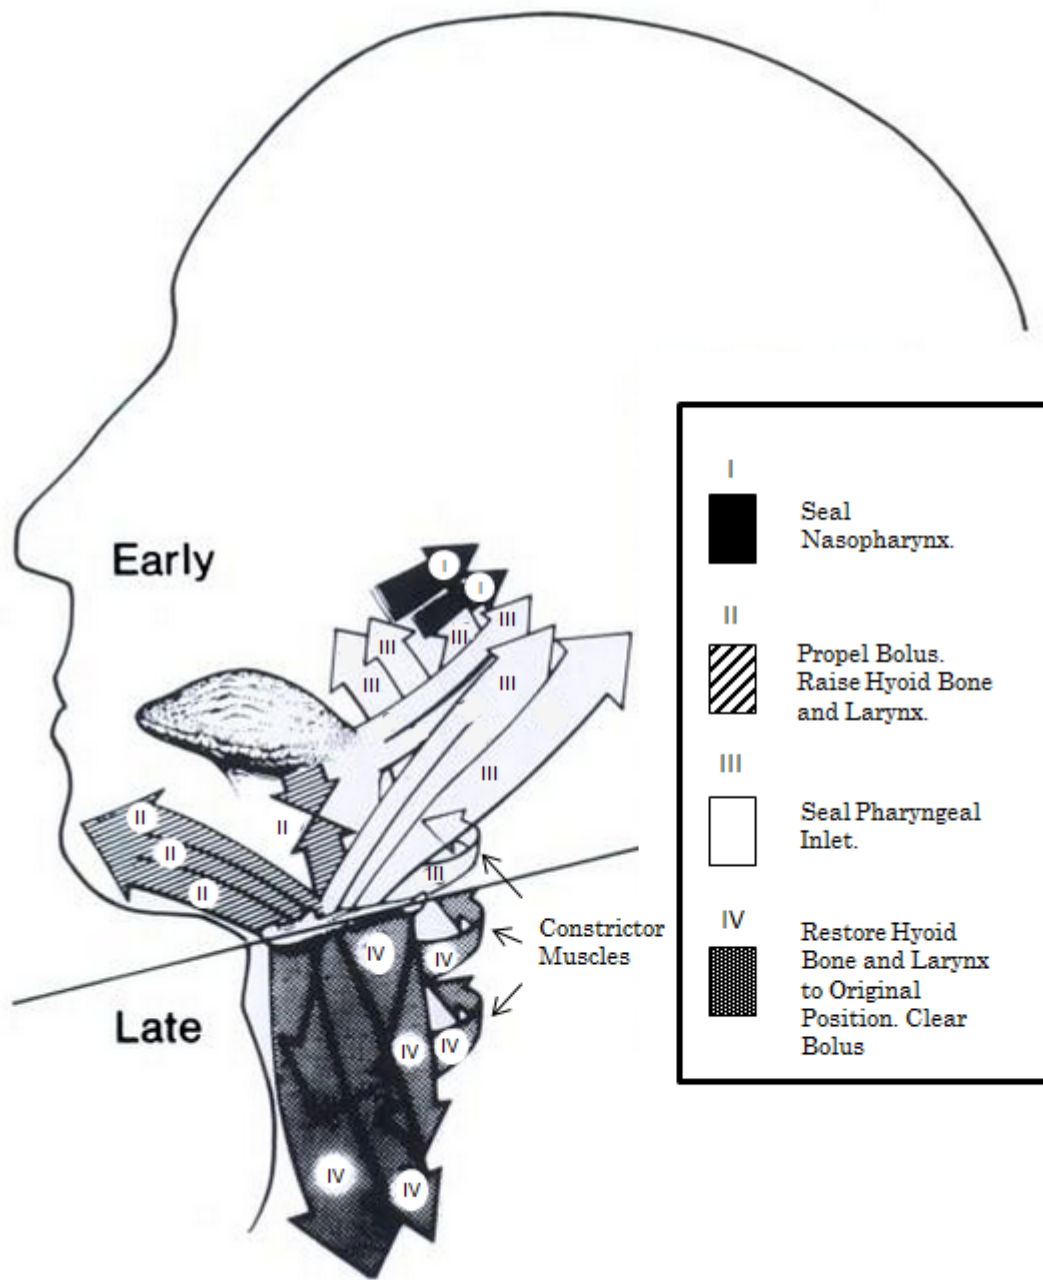 Early
I
I
III
III
III
III
III
III
II
II
II
II
III
Constrictor
Muscles
IV
IV
Late
IV
IV
IV
IV
I
Seal
Nasopharynx.
II
Propel Bolus.
Raise Hyoid Bone
and Larynx.
III
Seal Pharyngeal
Inlet.
IV
Restore Hyoid
Bone and Larynx
to Original
Position. Clear
Bolus